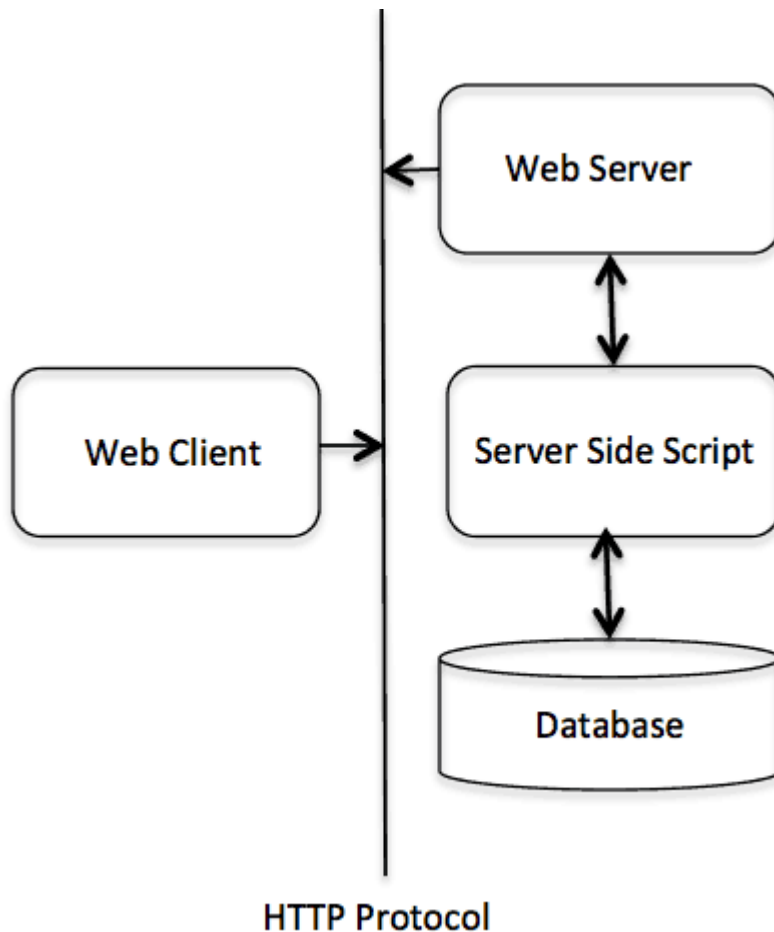 Web Server
Web Client
Server Side Script
Database
HTTP Protocol